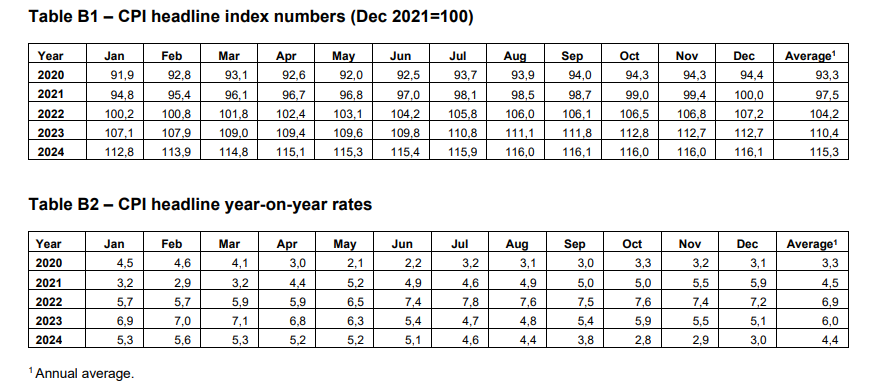 Table B1 – CPI headline index numbers (Dec 2021=100)
Year Jan Feb Mar Apr May Jun Jul Aug Sep Oct Nov Dec Average¹
2020 91,9 92,8 93,1 92,6 92,0 92,5 93,7 93,9 94,0 94,3 94,3 94,4 93,3
2021 94,8 95,4 96,1 96,7 96,8 97,0 98,1 98,5 98,7 99,0 99,4 100,0 97,5
2022 100,2 100,8 101,8 102,4 103,1 104,2 105,8 106,0 106,1 106,5 106,8 107,2 104,2
2023 107,1 107,9 109,0 109,4 109,6 109,8 110,8 111,1 111,8 112,8 112,7 112,7 110,4
2024 112,8 113,9 114,8 115,1 115,3 115,4 115,9 116,0 116,1 116,0 116,0 116,1 115,3
Table B2 – CPI headline year-on-year rates
Year Jan Feb Mar Apr May Jun Jul Aug Sep Oct Nov Dec Average¹
2020 4,5 4,6 4,1 3,0 2,1 2,2 3,2 3,1 3,0 3,3 3,2 3,1 3,3
2021 3,2 2,9 3,2 4,4 5,2 4,9 4,6 4,9 5,0 5,0 5,5 5,9 4,5
2022 5,7 5,7 5,9 5,9 6,5 7,4 7,8 7,6 7,5 7,6 7,4 7,2 6,9
2023 6,9 7,0 7,1 6,8 6,3 5,4 4,7 4,8 5,4 5,9 5,5 5,1 6,0
2024 5,3 5,6 5,3 5,2 5,2 5,1 4,6 4,4 3,8 2,8 2,9 3,0 4,4
¹ Annual average.